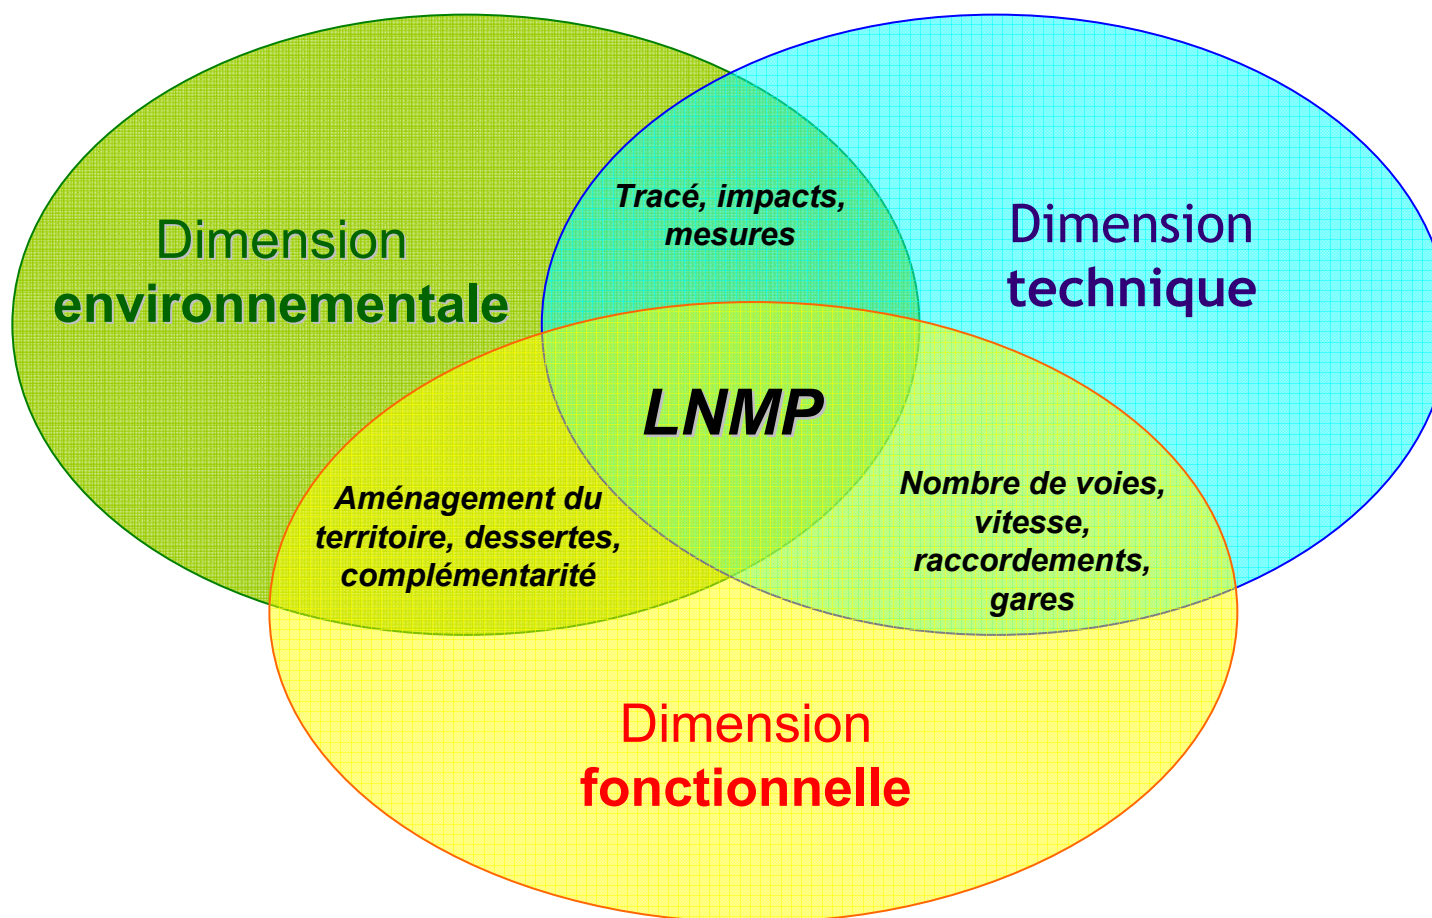 Dimension
environnementale
Tracé, impacts,
mesures
Dimension
technique
LNMP
Aménagement du
territoire, dessertes,
complémentarité
Nombre de voies,
vitesse,
raccordements,
gares
Dimension
fonctionnelle